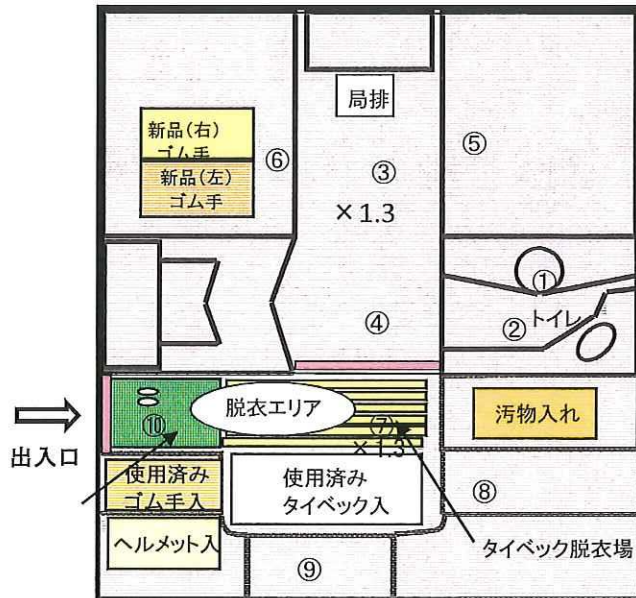 局排
新品(右)
ゴム手
新品(左)
ゴム手
⑥
③
⑤
×1.3
④
①
②
トイレ
出入口
⑩
脱衣エリア
⑦
×1.3
汚物入れ
使用済み
ゴム手入
使用済み
タイベック入
⑧
ヘルメット入
⑨
タイベック脱衣場